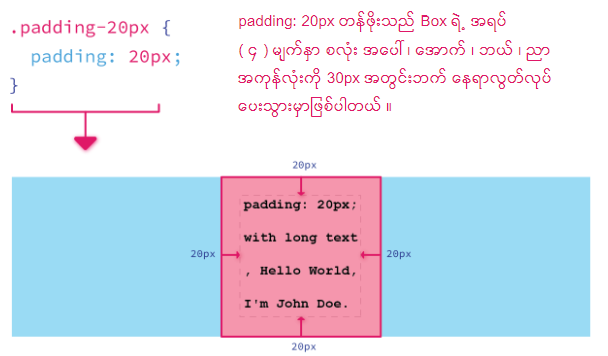 .padding-20px {
padding: 20px;
}
padding: 20px တန်ဖိုးသည် Box ရဲ့ အရပ်
( ၄ ) မျက်နှာ စလုံး အပေါ် ၊ အောက် ၊ ဘယ် ၊ ညာ
အကုန်လုံးကို 30px အတွင်းဘက် နေရာလွတ်လုပ်
ပေးသွားမှာဖြစ်ပါတယ် ။
20px
padding: 20px;
with long text
20px
20px
, Hello World,
I'm John Doe.
20px